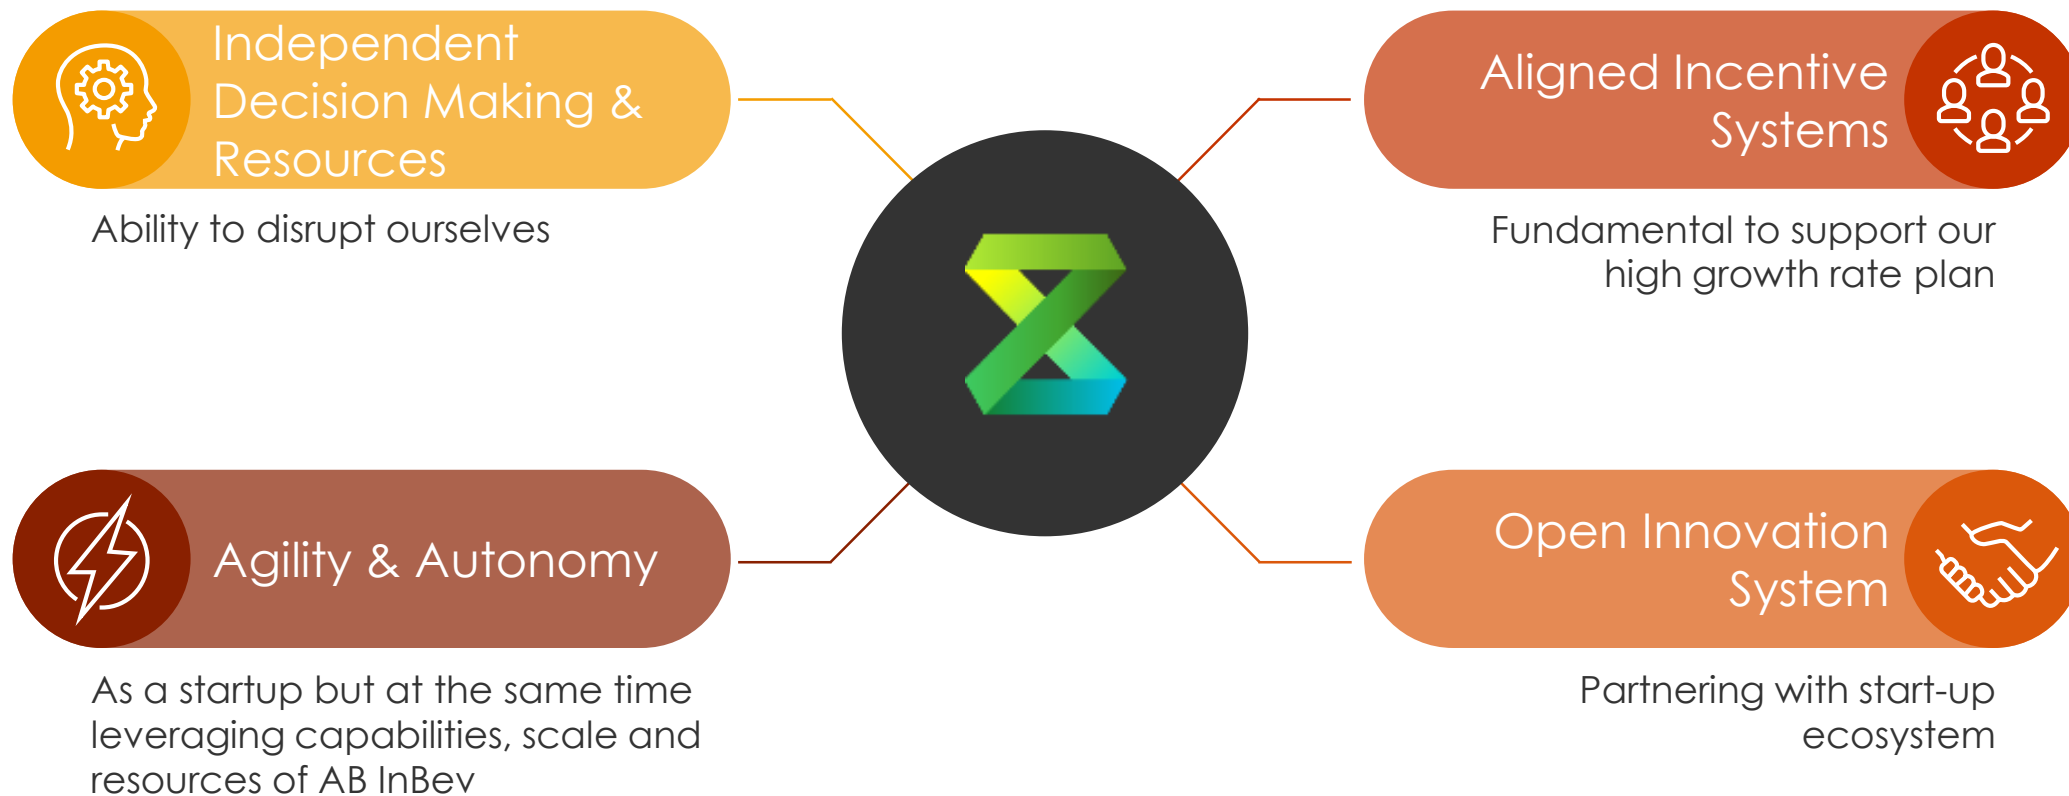 Independent
Decision Making &
Resources
Ability to disrupt ourselves
Aligned Incentive
Systems
Fundamental to support our
high growth rate plan
Agility & Autonomy
As a startup but at the same time
leveraging capabilities, scale and
resources of AB InBev
Open Innovation
System
Partnering with start-up
ecosystem